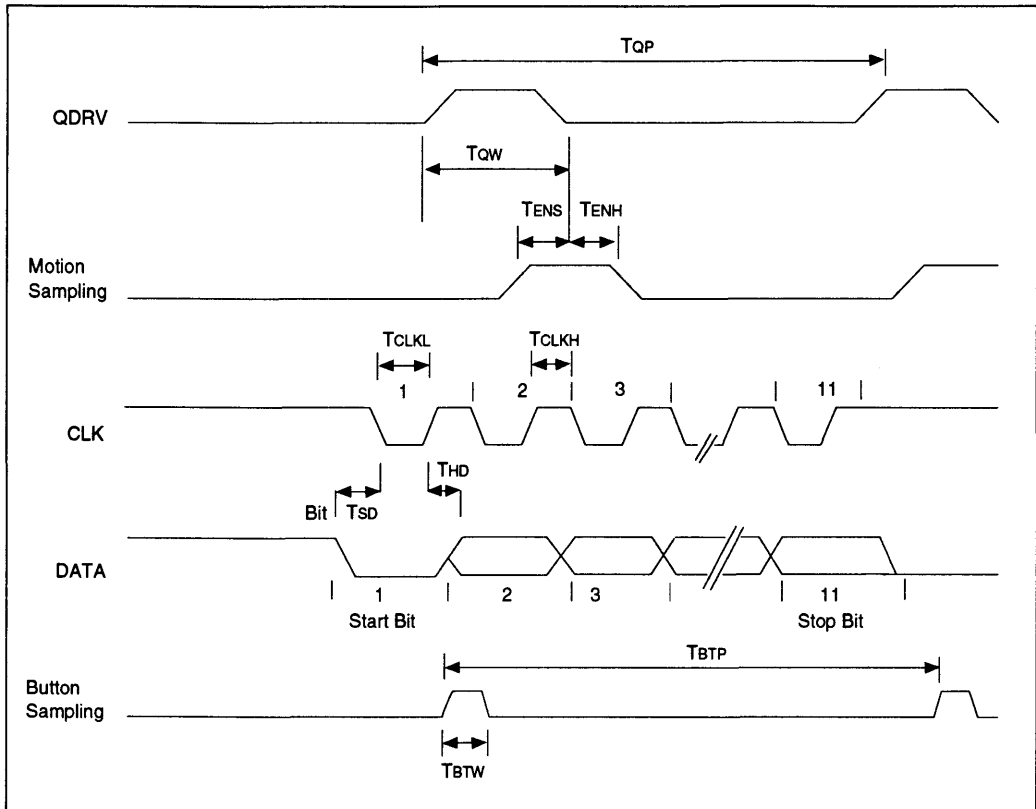 TQP
QDRV
TQW
TENS TENH
Motion
Sampling
TCLKL TCLKH
1 2 3 11
CLK
THD
Bit TSD
DATA
1 2 3 11
Start Bit Stop Bit
TBTP
Button
Sampling
TBTW